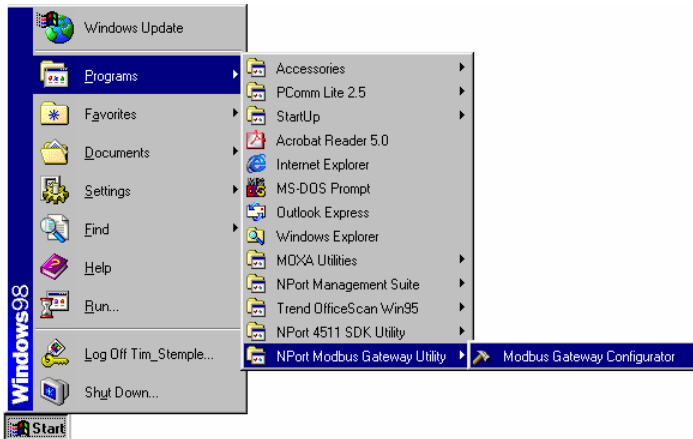 Windows Update
Programs
Favorites
Documents
Settings
Find
Help
Run...
Log Off Tim_Stemple...
Shut Down...
Windows98
Start
Accessories
PComm Lite 2.5
StartUp
Acrobat Reader 5.0
Internet Explorer
MS-DOS Prompt
Outlook Express
Windows Explorer
MOXA Utilities
NPort Management Suite
Trend OfficeScan Win95
NPort 4511 SDK Utility
NPort Modbus Gateway Utility
Modbus Gateway Configurator